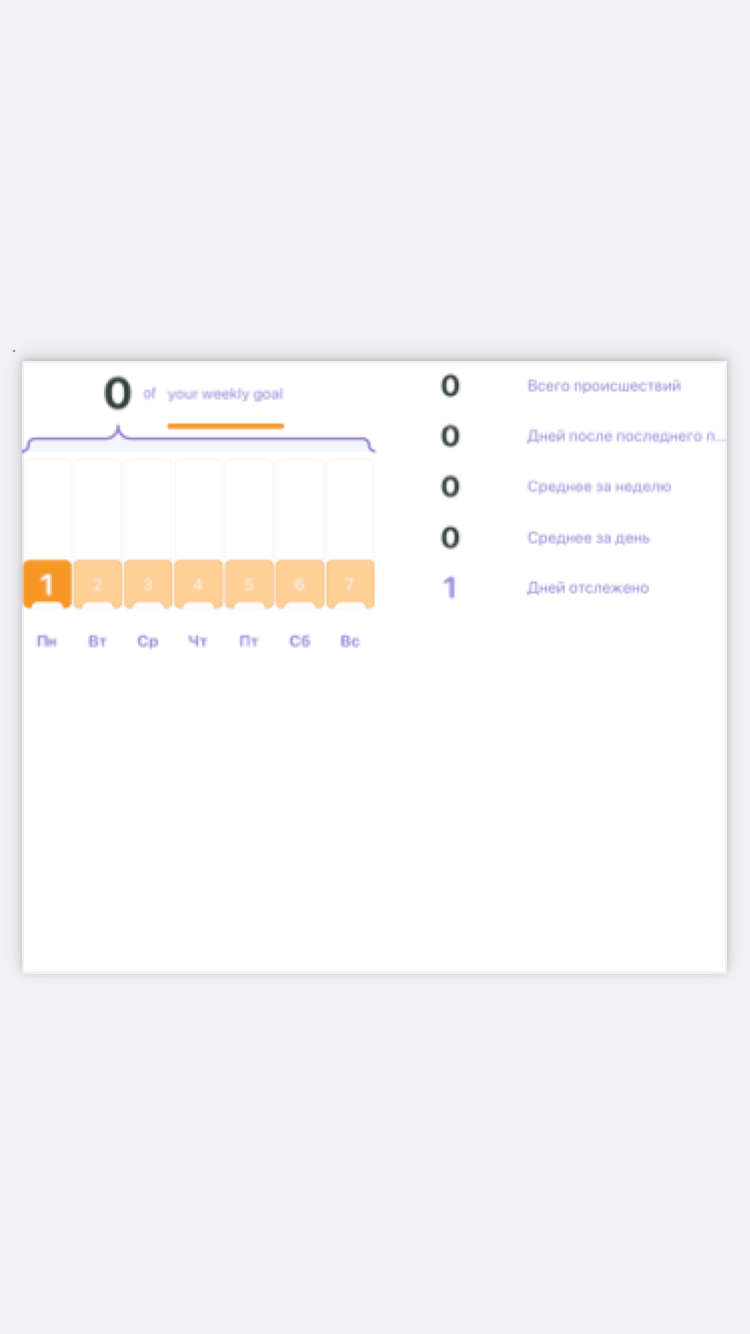 0 of your weekly goal
1 2 3 4 5 6 7
Пн Вт Ср Чт Пт Сб Вс
0 Всего происшествий
0 Дней после последнего п...
0 Среднее за неделю
0 Среднее за день
1 Дней отслежено